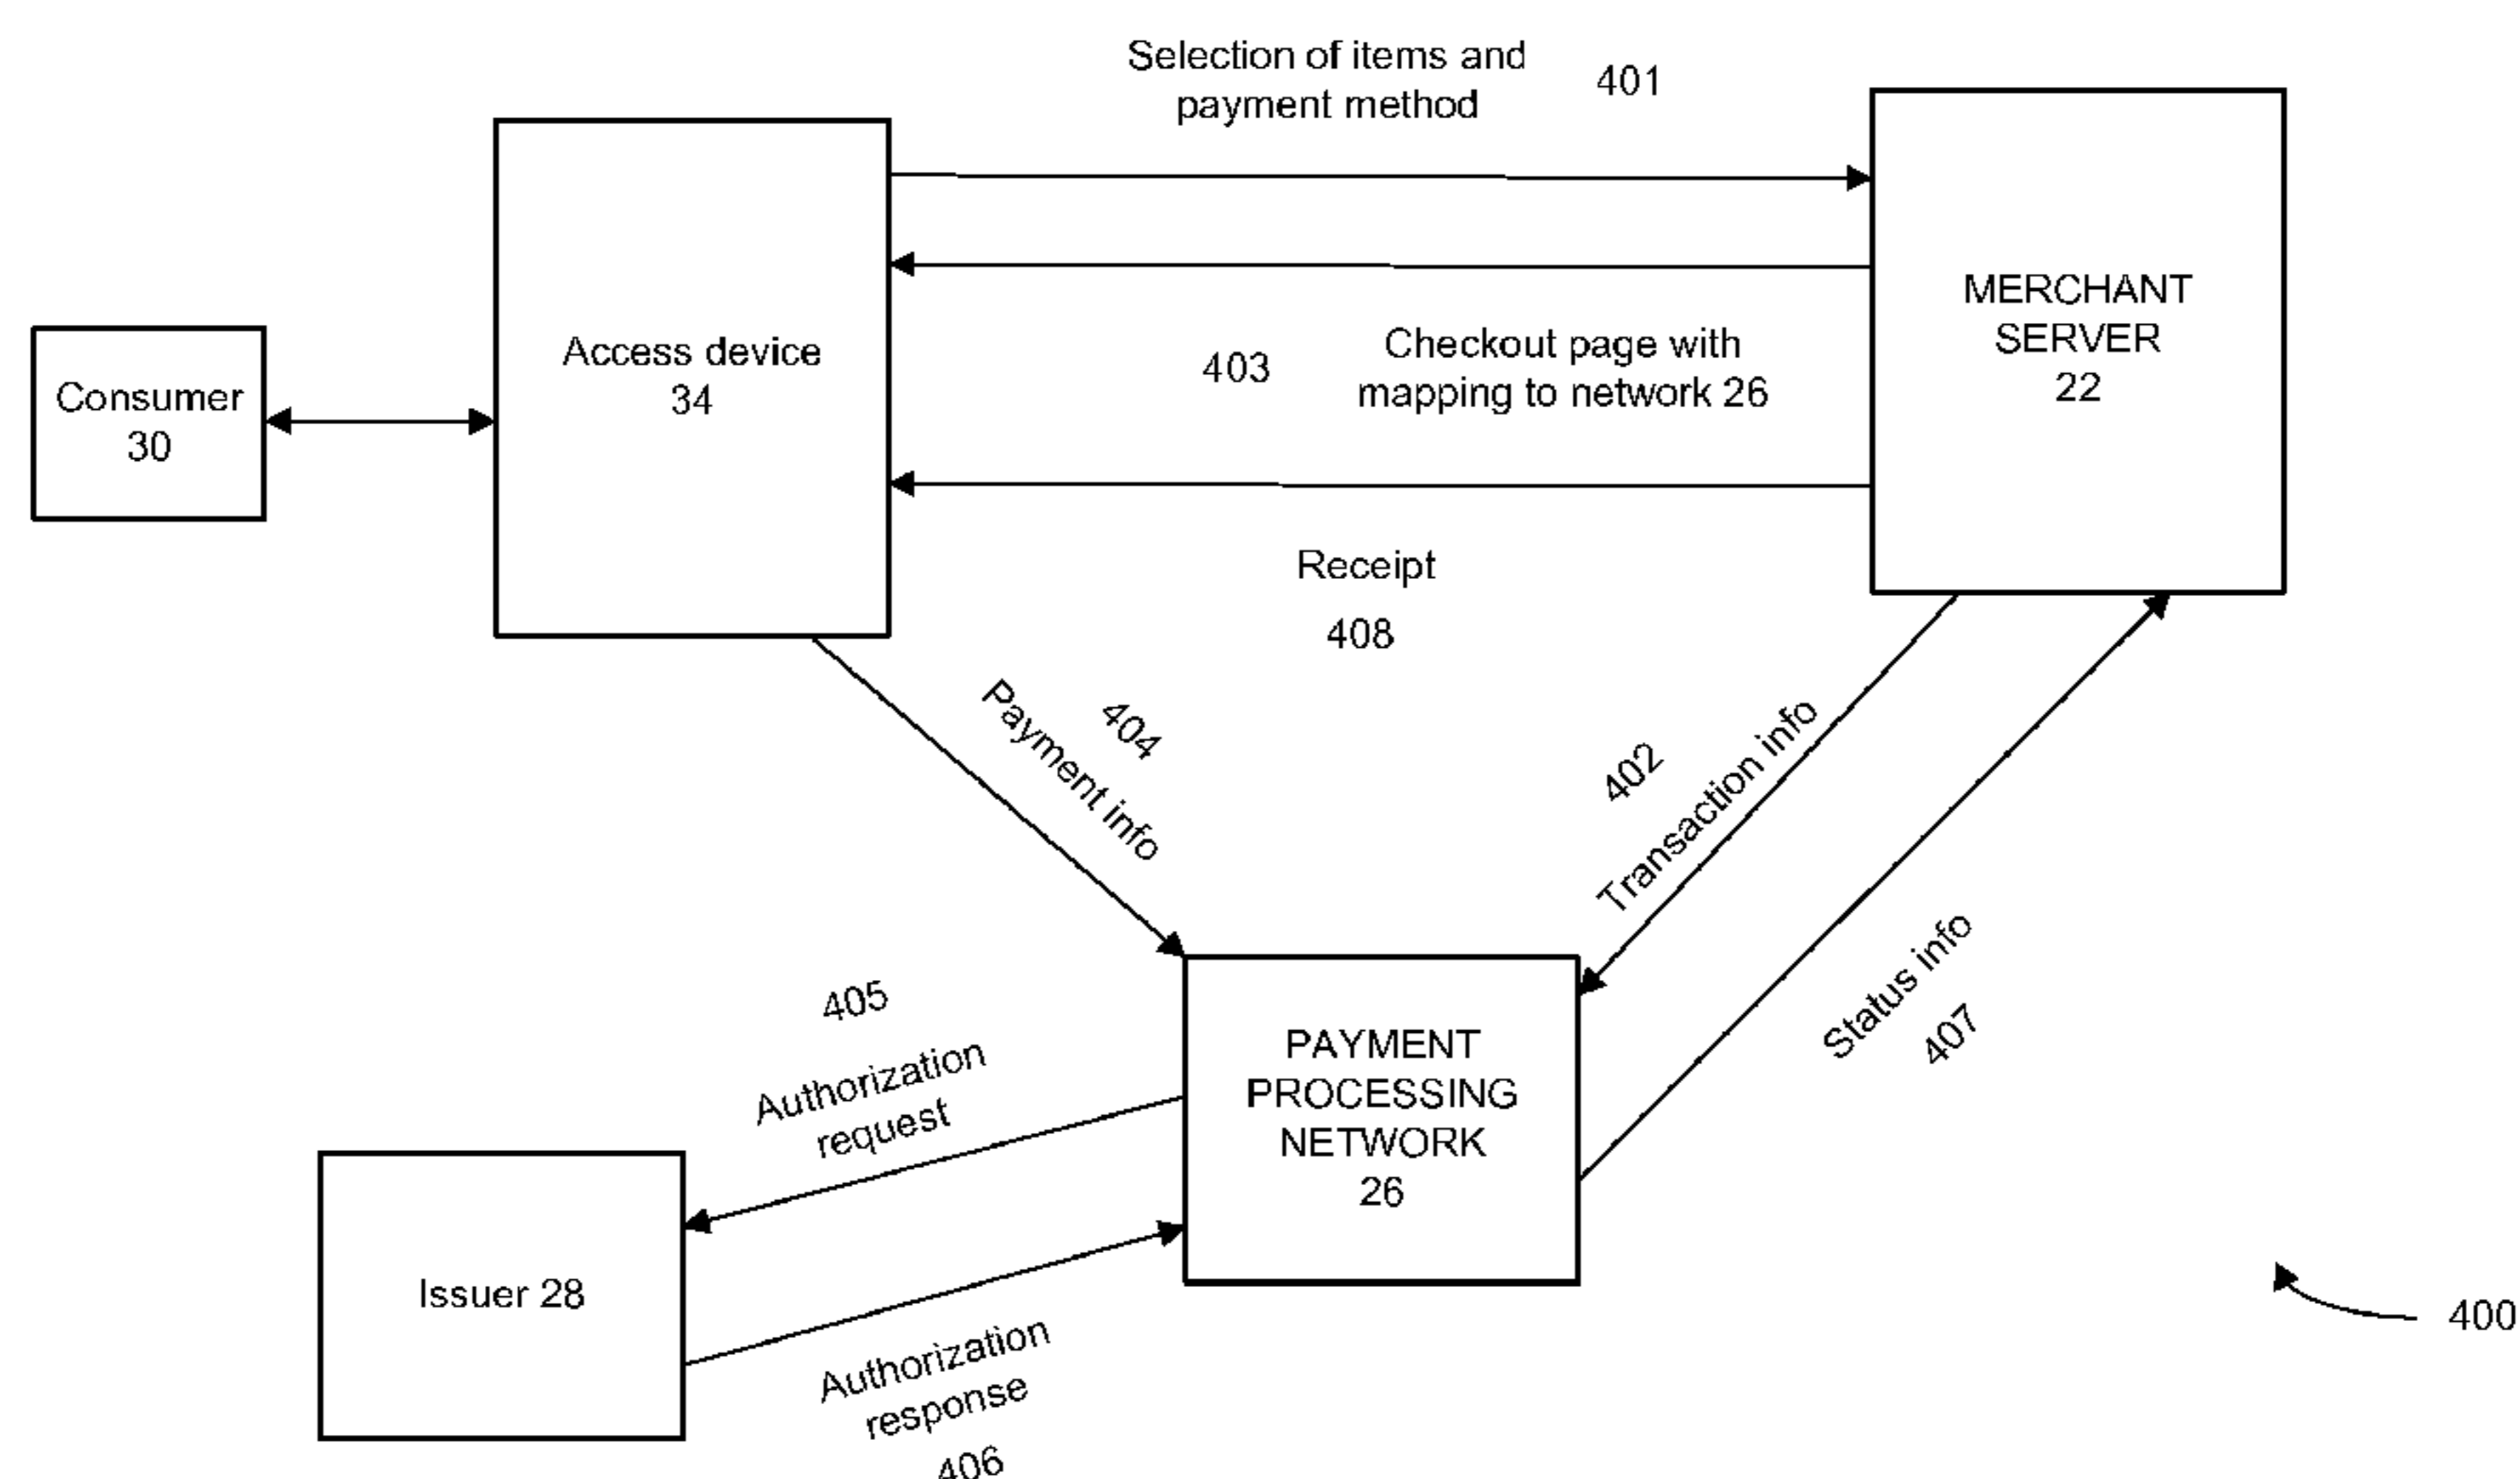 Selection of items and
payment method
401
MERCHANT
SERVER
22
Access device
34
Consumer
30
403
Checkout page with
mapping to network 26
Receipt
408
404
Payment info
402
Transaction info
Status info
407
405
Authorization
request
PAYMENT
PROCESSING
NETWORK
26
Issuer 28
Authorization
response
406
400